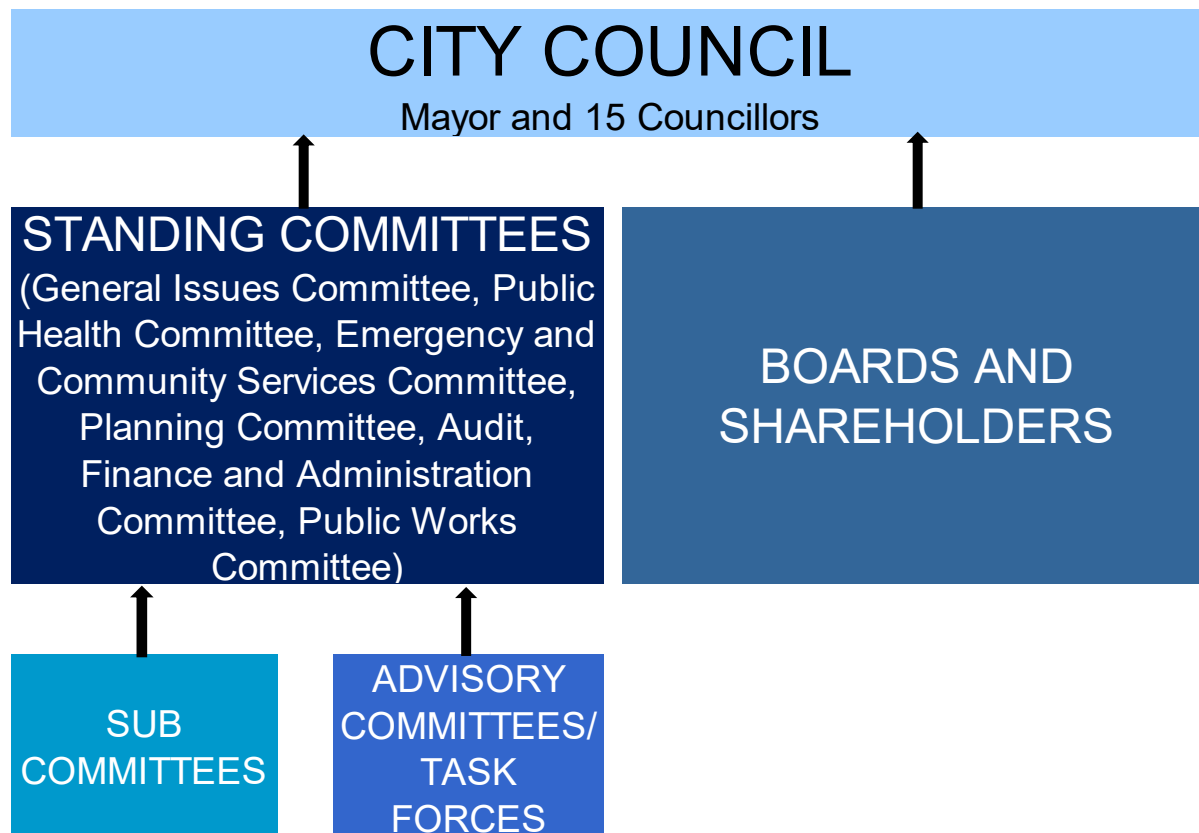 CITY COUNCIL
Mayor and 15 Councillors
STANDING COMMITTEES
(General Issues Committee, Public
Health Committee, Emergency and
Community Services Committee,
Planning Committee, Audit,
Finance and Administration
Committee, Public Works
Committee)
BOARDS AND
SHAREHOLDERS
SUB
COMMITTEES
ADVISORY
COMMITTEES/
TASK
FORCES